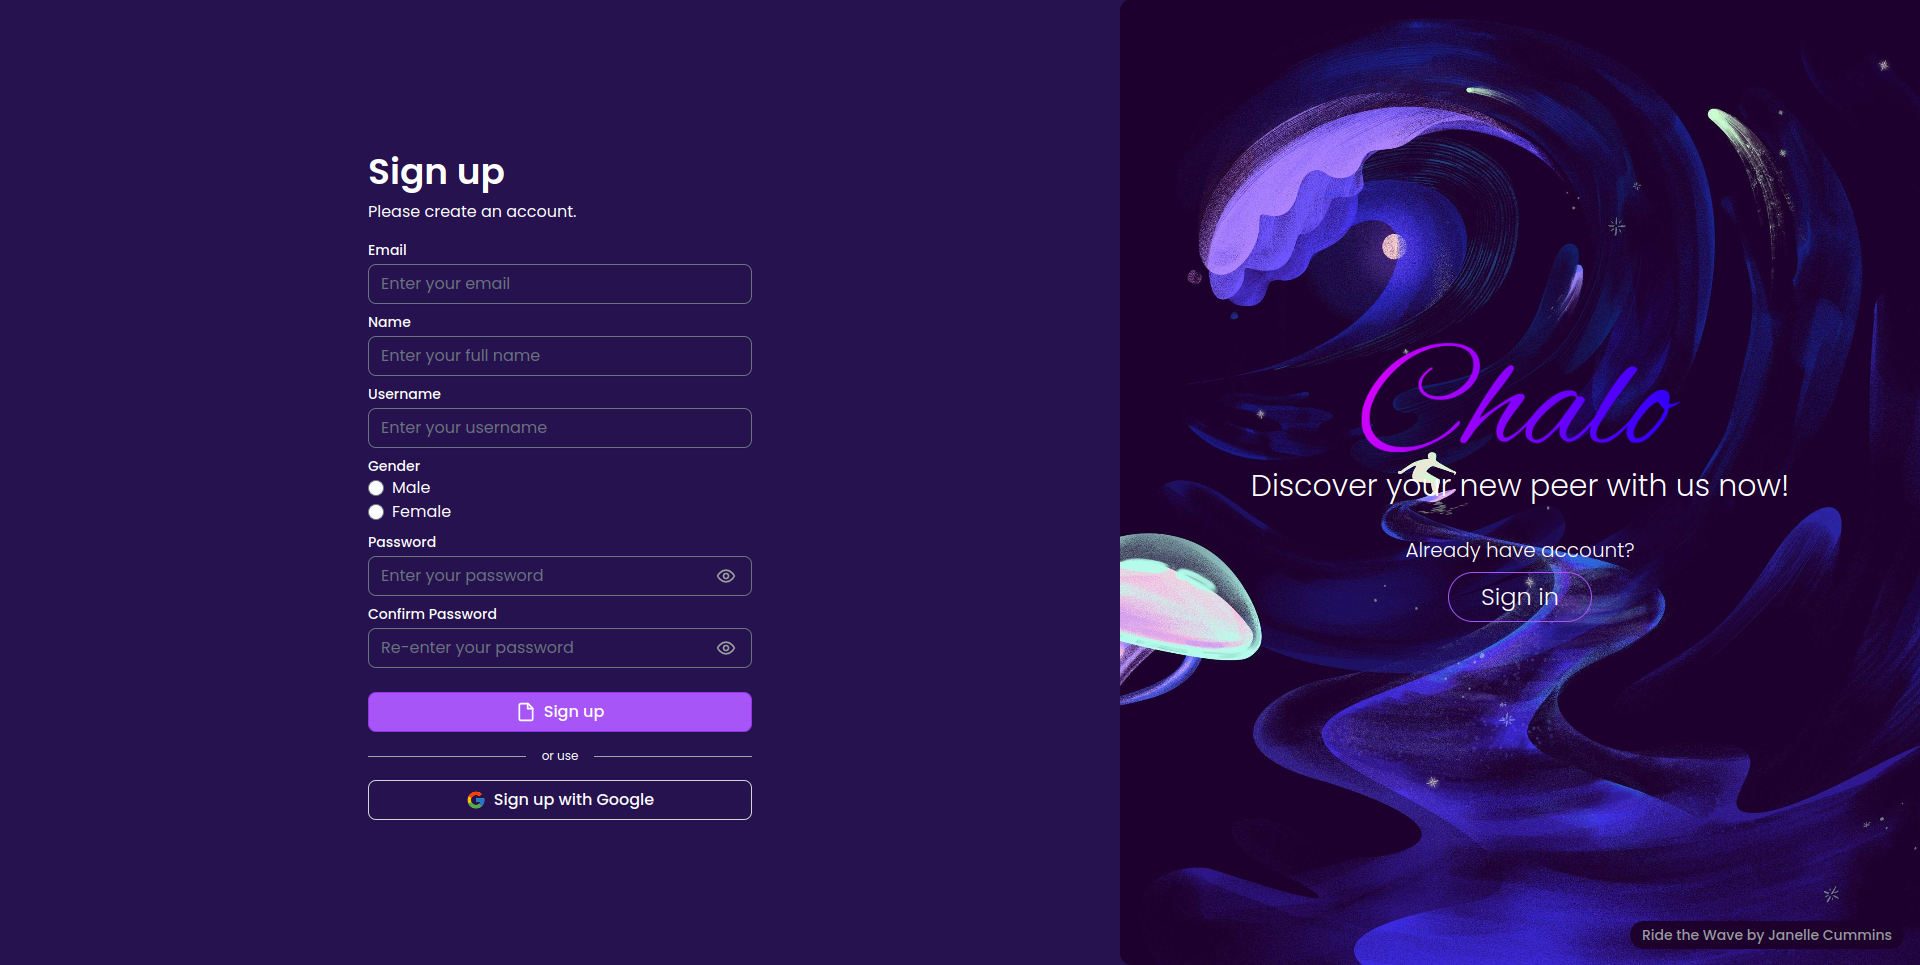 Sign up
Please create an account.
Email
Enter your email
Name
Enter your full name
Username
Enter your username
Gender
Male
Female
Password
Enter your password
Confirm Password
Re-enter your password
Sign up
or use
Sign up with Google
Chalo
Discover your new peer with us now!
Already have account?
Sign in
Ride the Wave by Janelle Cummins